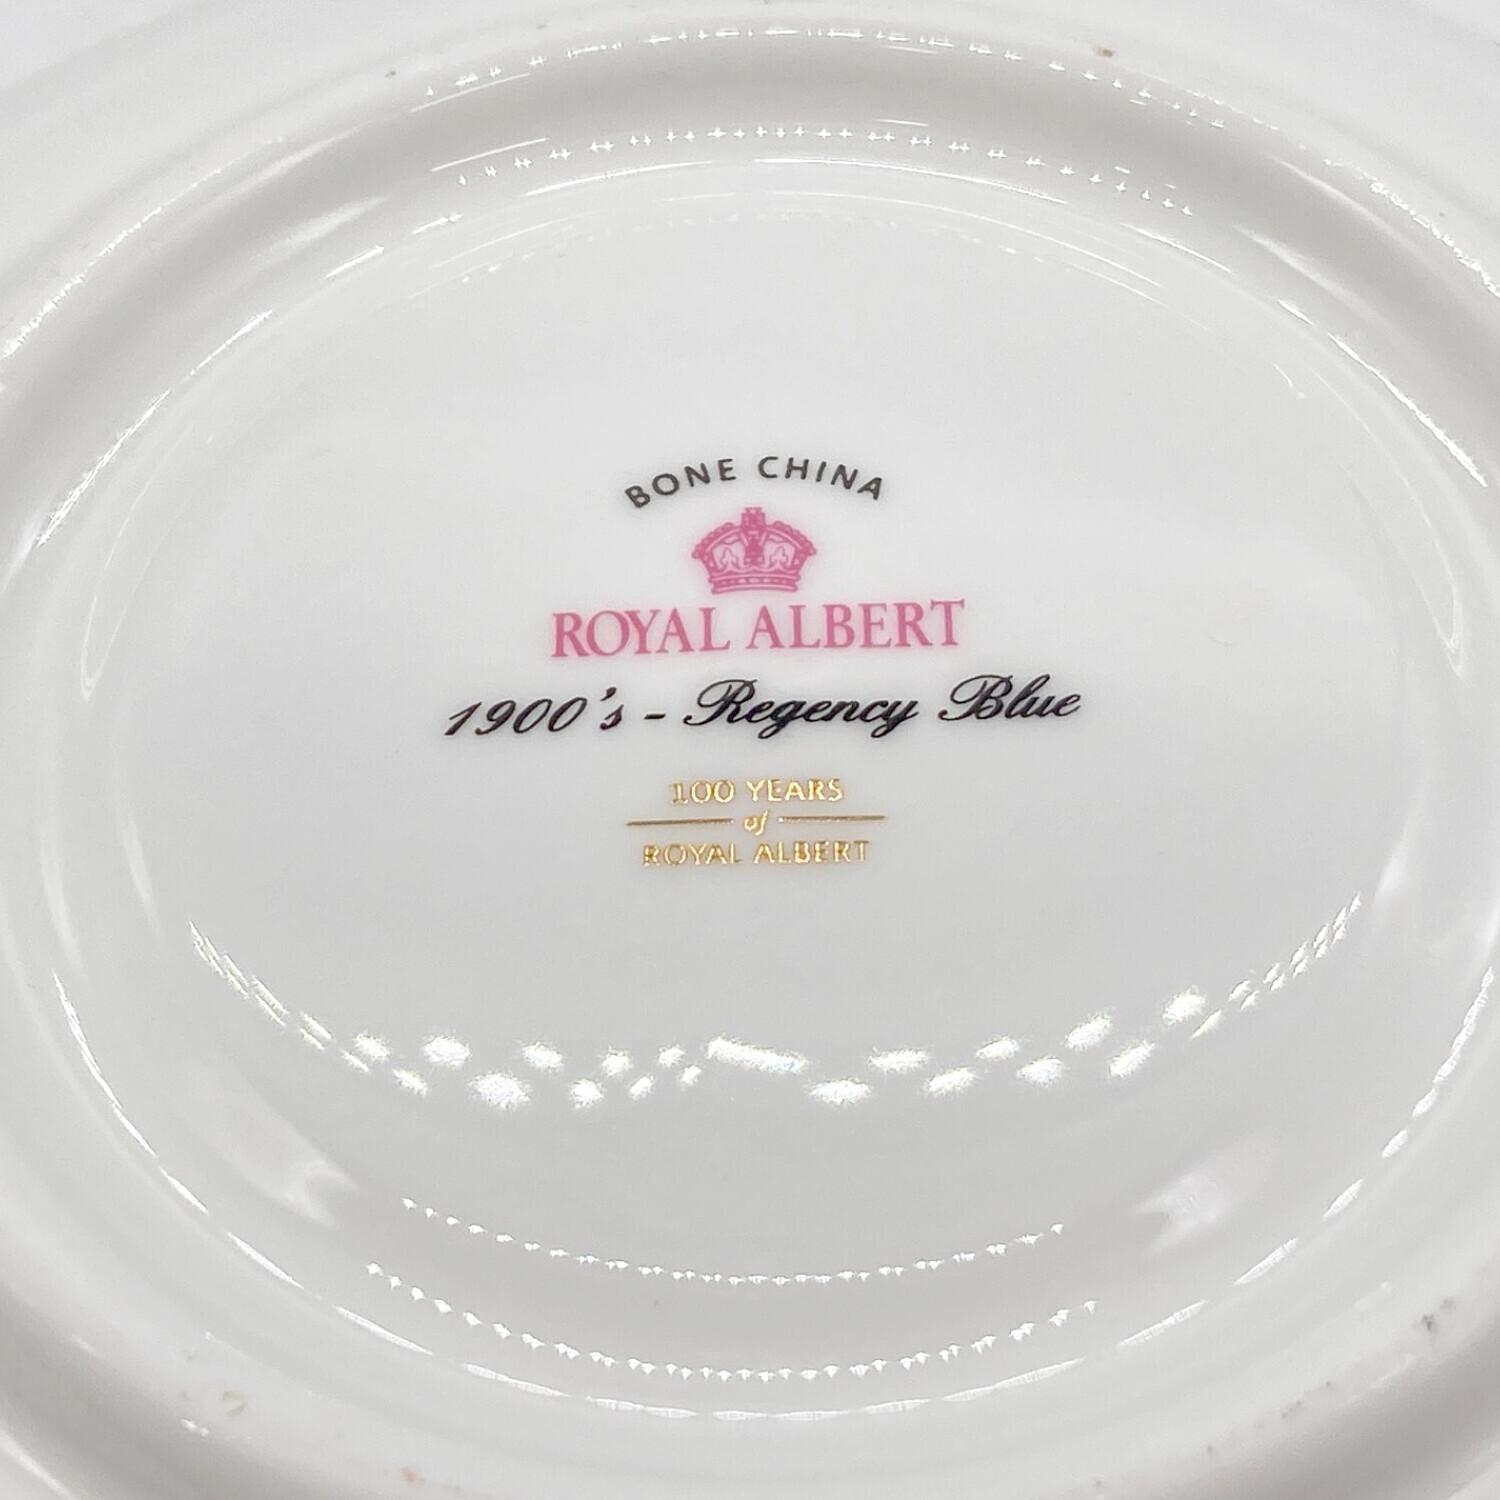 BONE CHINA
ROYAL ALBERT
1900's - Regency Blue
100 YEARS
of
ROYAL ALBERT